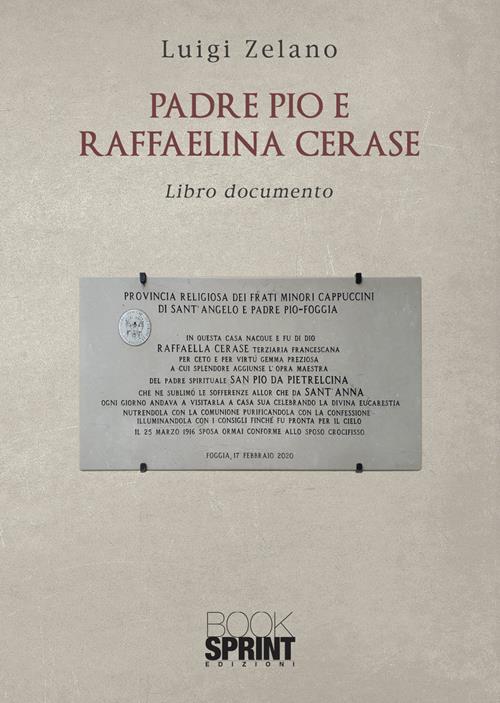 Luigi Zelano
PADRE PIO E
RAFFAELINA CERASE
Libro documento
PROVINCIA RELIGIOSA DEI FRATI MINORI CAPPUCCINI
DI SANT'ANGELO E PADRE PIO-FOGGIA
IN QUESTA CASA NACQUE E FU DI DIO
RAFFAELLA CERASE TERZIARIA FRANGESCANA
PER CETO E PER VIRTÙ GEMMA PREZIOSA
A CUI SPLENDORE AGGIUNSE L'OPRA MAESTRA
DEL PADRE SPIRITUALE SAN PIO DA PIETRELCINA
CHE NE SUBLIMÒ LE SOFFERENZE ALLOR CHE DA SANT'ANNA
OGNI GIORNO ANDAVA A VISITARLA A CASA SUA CELEBRANDO LA DIVINA EUCARESTIA
NUTRENDOLA CON LA COMUNIONE PURIFICANDOLA CON LA CONFESSIONE
ILLUMINANDOLA CON I CONSIGLI FINCHÉ FU PRONTA PER IL CIELO
IL 25 MARZO 1916 SPOSA ORMAI CONFORME ALLO SPOSO CROCIFISSO
FOGGIA, 17 FEBBRAIO 2020
BOOK
SPRINT
EDIZIONI